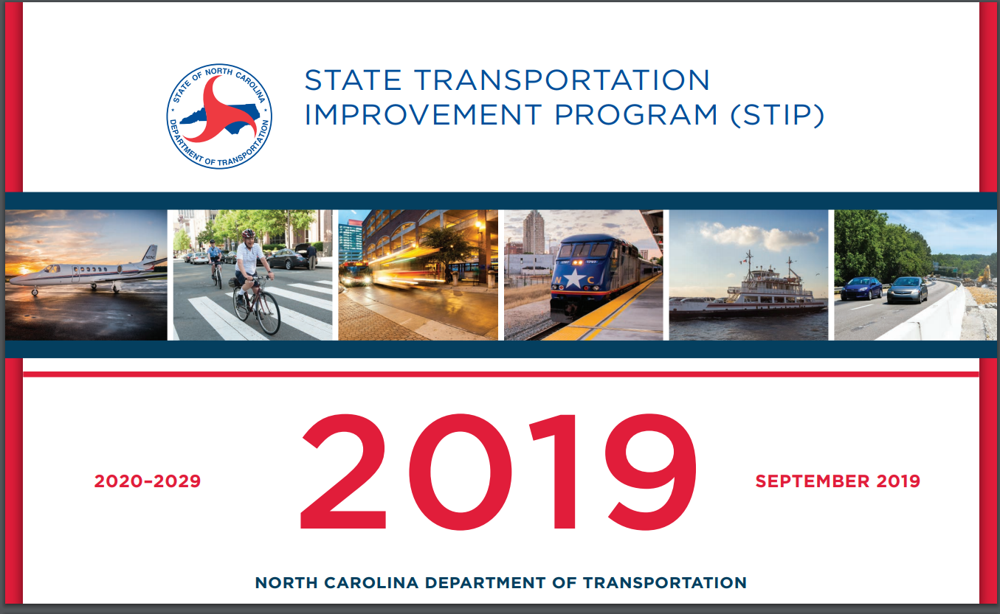 STATE OF NORTH CAROLINA
DEPARTMENT OF TRANSPORTATION
STATE TRANSPORTATION
IMPROVEMENT PROGRAM (STIP)
N C
2019
2020–2029
SEPTEMBER 2019
NORTH CAROLINA DEPARTMENT OF TRANSPORTATION